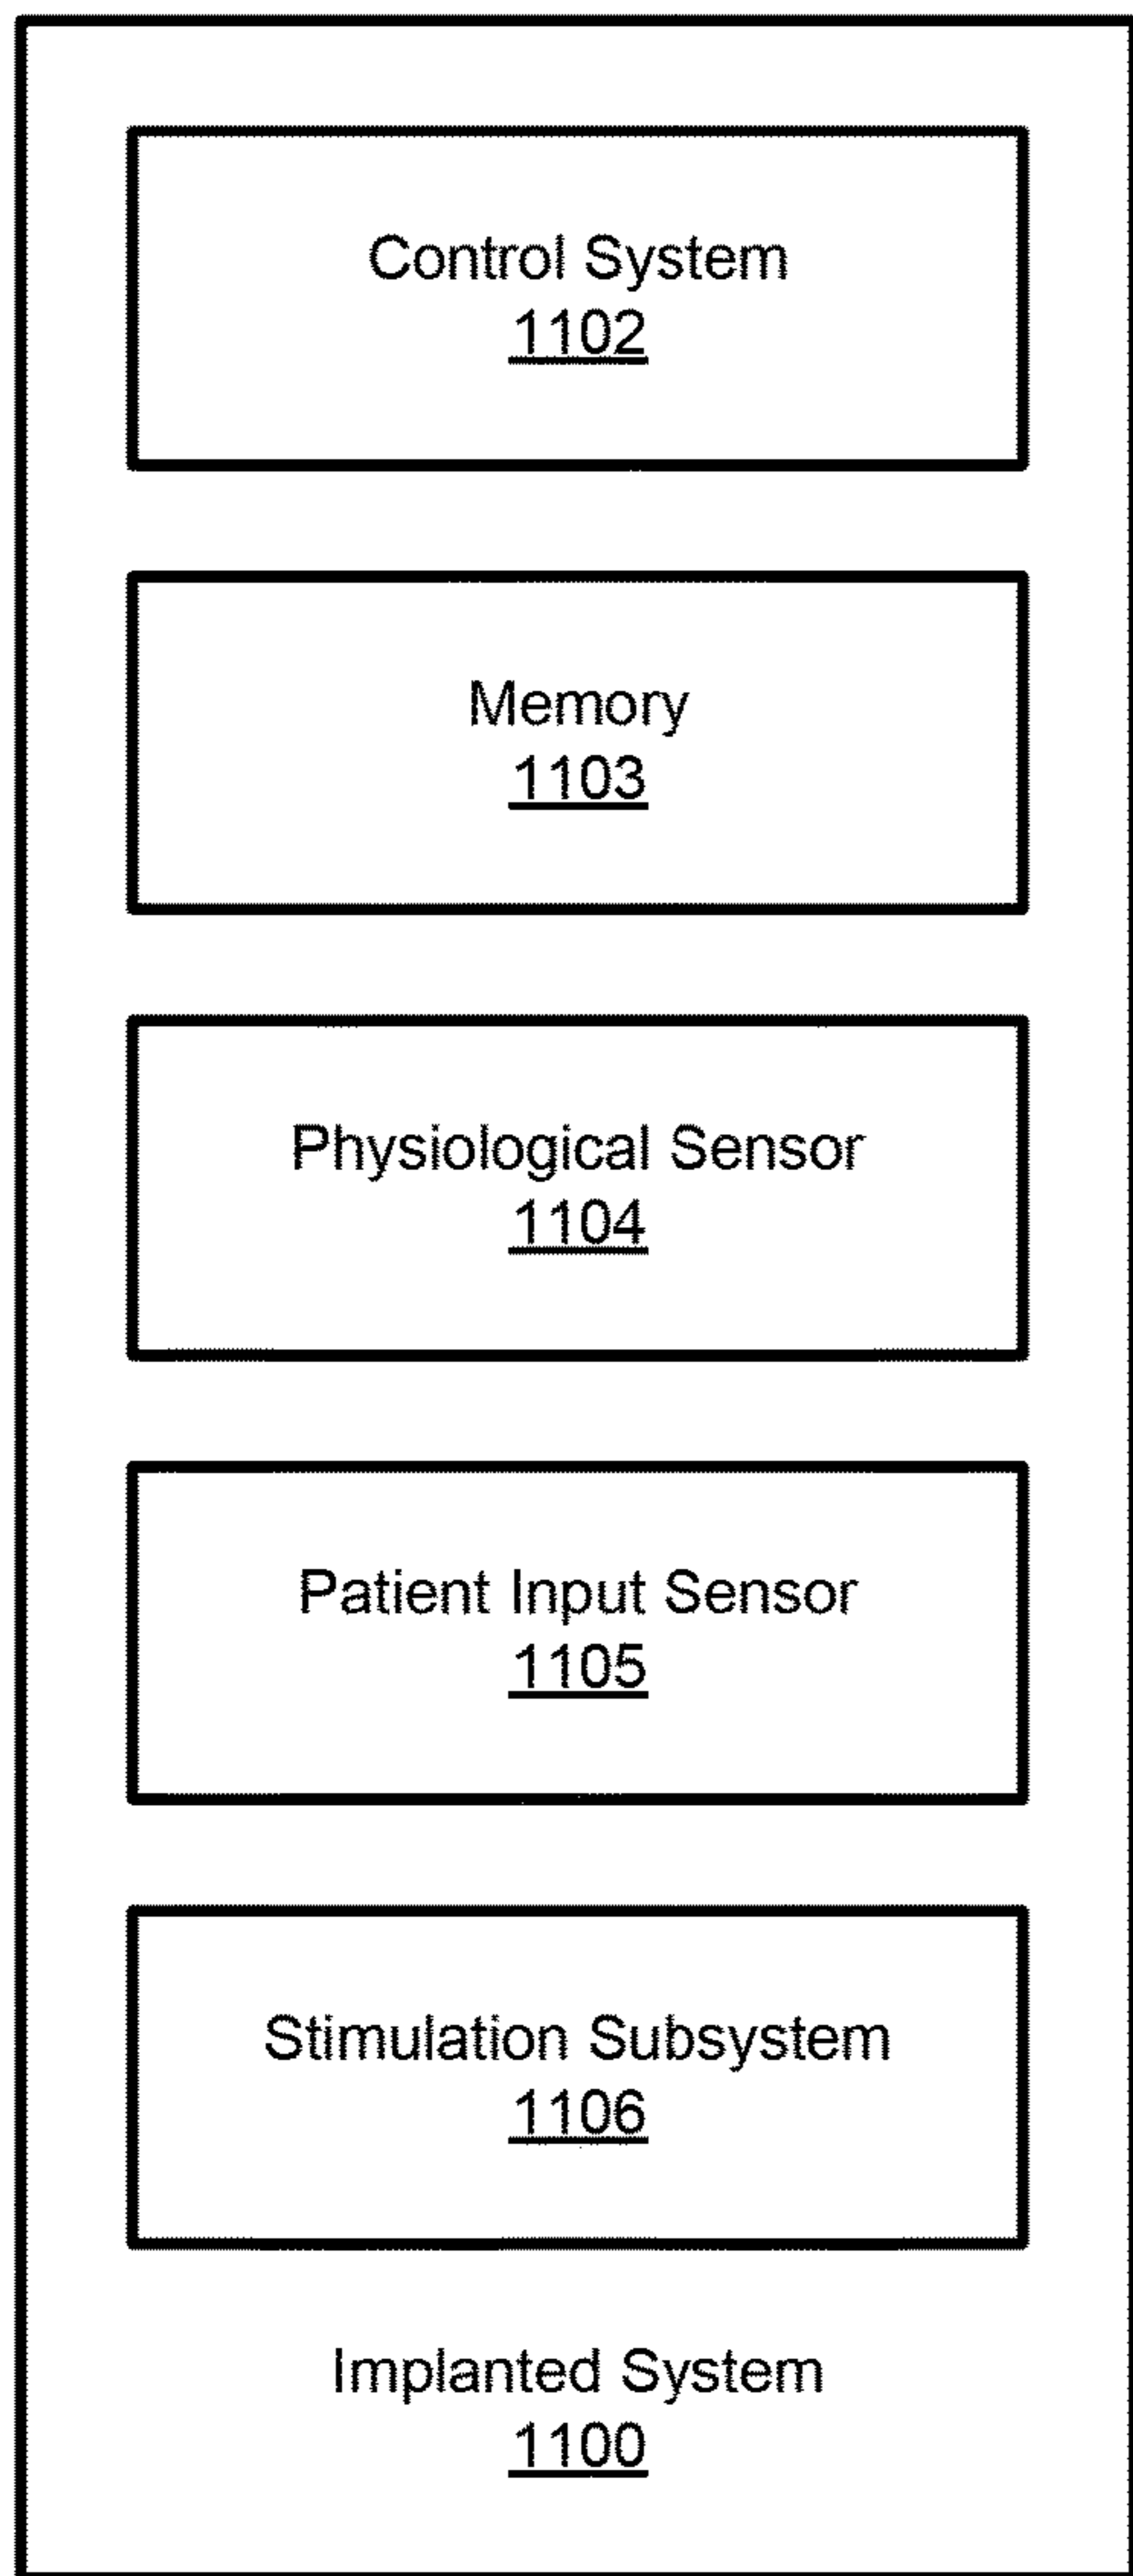 Control System
1102
Memory
1103
Physiological Sensor
1104
Patient Input Sensor
1105
Stimulation Subsystem
1106
Implanted System
1100